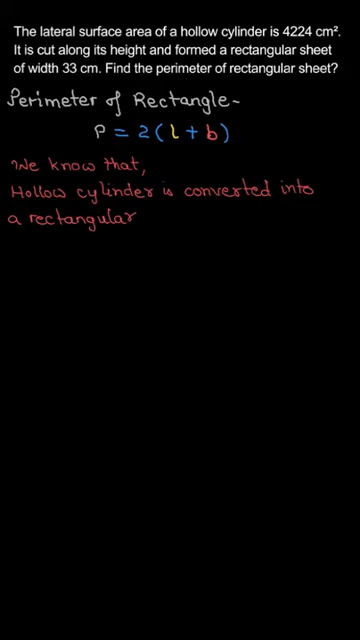 The lateral surface area of a hollow cylinder is 4224 cm².
It is cut along its height and formed a rectangular sheet
of width 33 cm. Find the perimeter of rectangular sheet?
Perimeter of Rectangle-
P = 2(l+b)
We know that,
Hollow cylinder is converted into
a rectangular